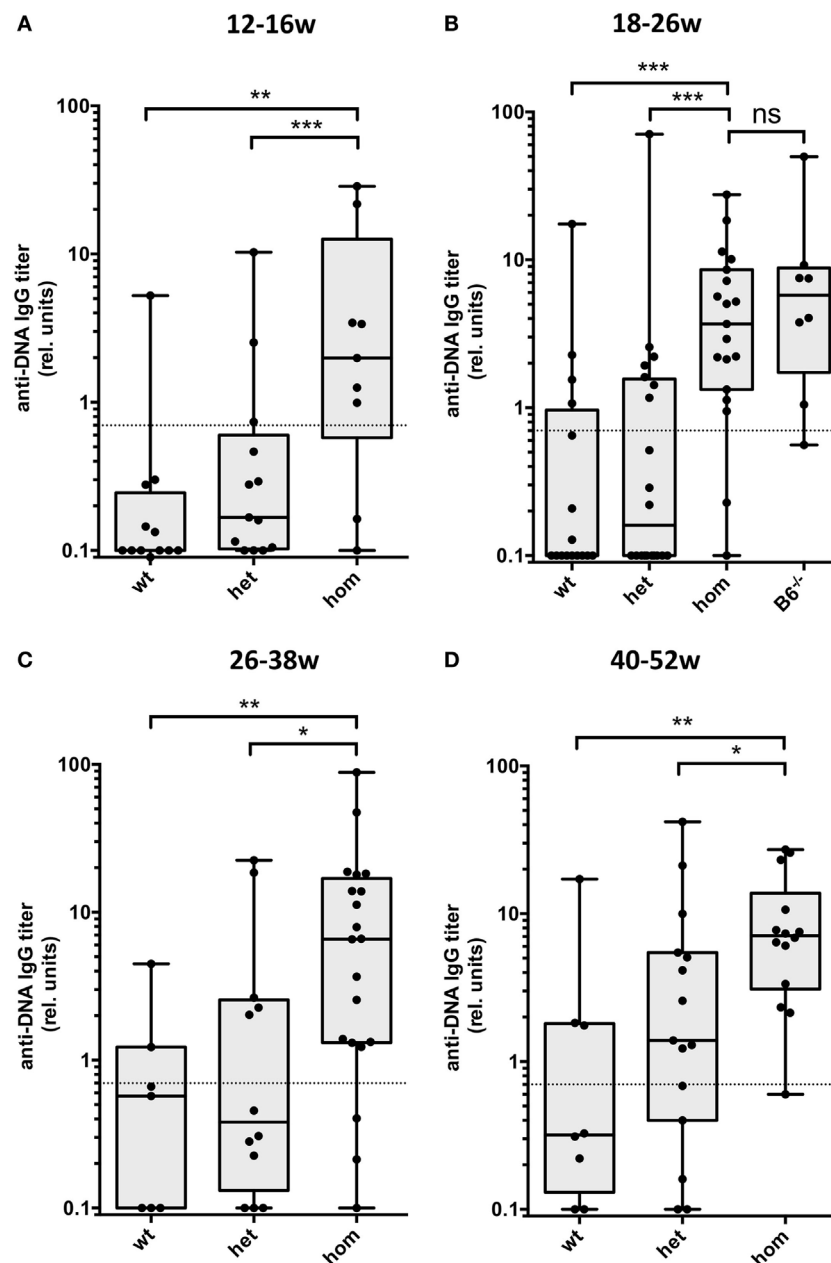 A
12-16w
**
***
100
10
1
0.1
anti-DNA IgG titer
(rel. units)
wt
het
hom
B
18-26w
***
***
ns
100
10
1
0.1
anti-DNA IgG titer
(rel. units)
wt
het
hom
B6-/-
C
26-38w
**
*
100
10
1
0.1
anti-DNA IgG titer
(rel. units)
wt
het
hom
D
40-52w
**
*
100
10
1
0.1
anti-DNA IgG titer
(rel. units)
wt
het
hom